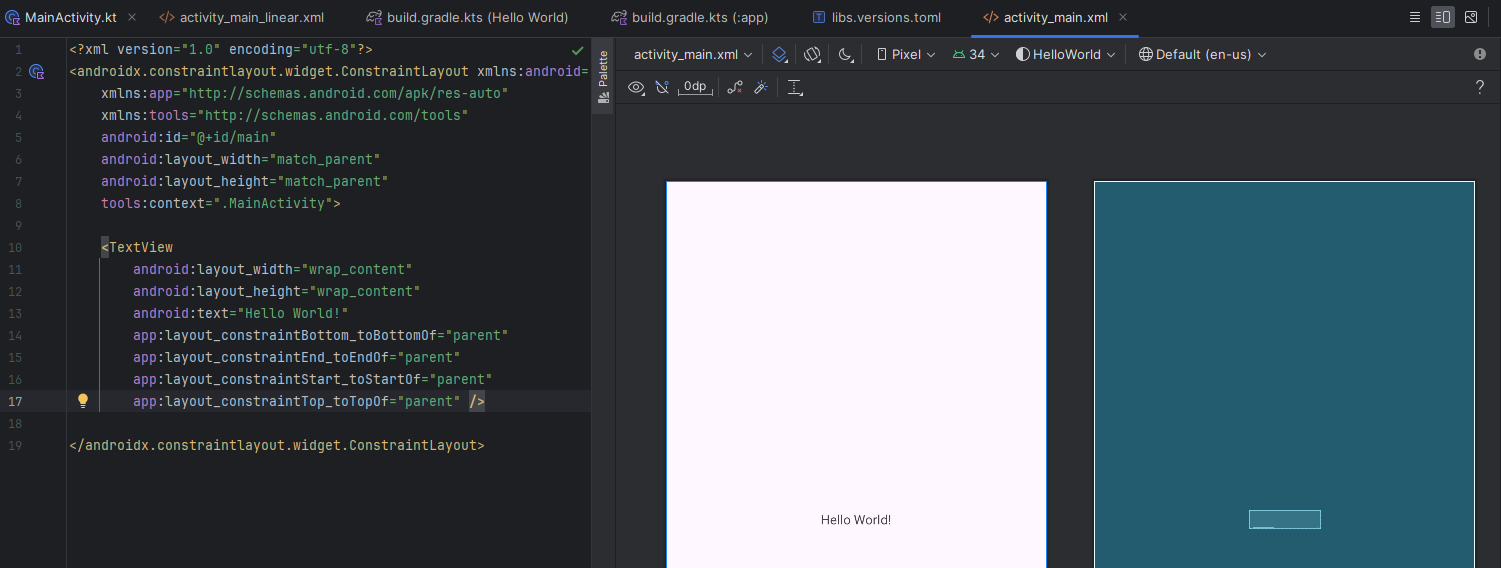 MainActivity.kt activity_main_linear.xml build.gradle.kts (Hello World) build.gradle.kts (:app) libs.versions.toml activity_main.xml
1 <?xml version="1.0" encoding="utf-8"?>
2 <androidx.constraintlayout.widget.ConstraintLayout xmlns:android=
3 xmlns:app="http://schemas.android.com/apk/res-auto"
4 xmlns:tools="http://schemas.android.com/tools"
5 android:id="@+id/main"
6 android:layout_width="match_parent"
7 android:layout_height="match_parent"
8 tools:context=".MainActivity">
9
10 <TextView
11 android:layout_width="wrap_content"
12 android:layout_height="wrap_content"
13 android:text="Hello World!"
14 app:layout_constraintBottom_toBottomOf="parent"
15 app:layout_constraintEnd_toEndOf="parent"
16 app:layout_constraintStart_toStartOf="parent"
17 app:layout_constraintTop_toTopOf="parent" />
18
19 </androidx.constraintlayout.widget.ConstraintLayout>
Palette
activity_main.xml Pixel 34 HelloWorld Default (en-us)
0dp ?
Hello World!